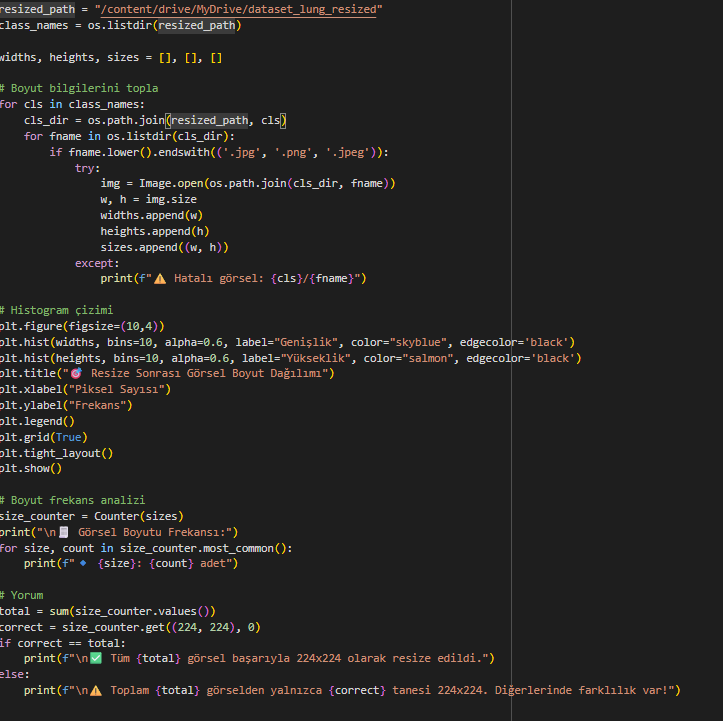 resized_path = "/content/drive/MyDrive/dataset_lung_resized"
class_names = os.listdir(resized_path)
widths, heights, sizes = [], [], []
# Boyut bilgilerini topla
for cls in class_names:
    cls_dir = os.path.join(resized_path, cls)
    for fname in os.listdir(cls_dir):
        if fname.lower().endswith(('.jpg', '.png', '.jpeg')):
            try:
                img = Image.open(os.path.join(cls_dir, fname))
                w, h = img.size
                widths.append(w)
                heights.append(h)
                sizes.append((w, h))
            except:
                print(f"⚠️ Hatalı görsel: {cls}/{fname}")
# Histogram çizimi
plt.figure(figsize=(10,4))
plt.hist(widths, bins=10, alpha=0.6, label="Genişlik", color="skyblue", edgecolor='black')
plt.hist(heights, bins=10, alpha=0.6, label="Yükseklik", color="salmon", edgecolor='black')
plt.title("🎯 Resize Sonrası Görsel Boyut Dağılımı")
plt.xlabel("Piksel Sayısı")
plt.ylabel("Frekans")
plt.legend()
plt.grid(True)
plt.tight_layout()
plt.show()
# Boyut frekans analizi
size_counter = Counter(sizes)
print("\n🧾 Görsel Boyutu Frekansı:")
for size, count in size_counter.most_common():
    print(f"🔹 {size}: {count} adet")
# Yorum
total = sum(size_counter.values())
correct = size_counter.get((224, 224), 0)
if correct == total:
    print(f"\n✅ Tüm {total} görsel başarıyla 224x224 olarak resize edildi.")
else:
    print(f"\n⚠️ Toplam {total} görselden yalnızca {correct} tanesi 224x224. Diğerlerinde farklılık var!")